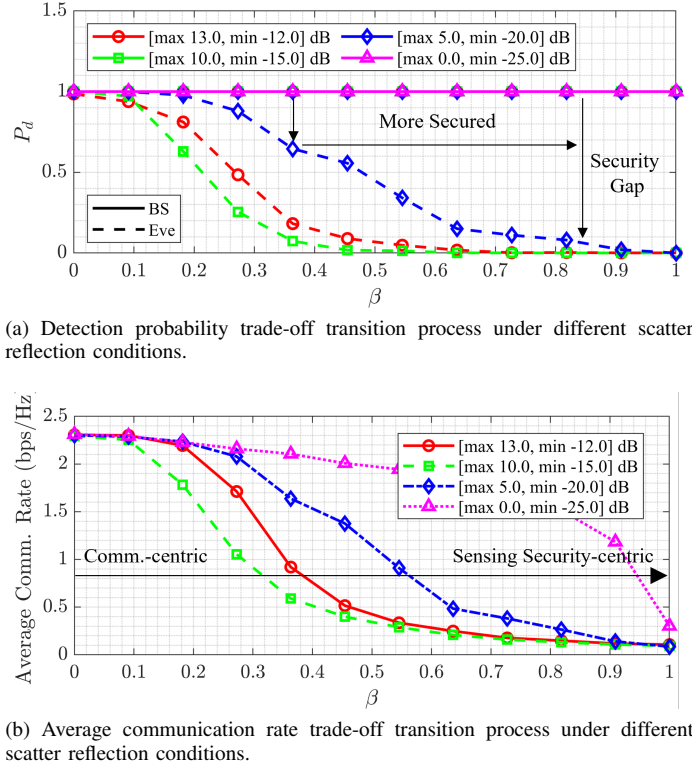 1.5
1
0.5
0
P_d
[max 13.0, min -12.0] dB
[max 10.0, min -15.0] dB
[max 5.0, min -20.0] dB
[max 0.0, min -25.0] dB
More Secured
Security
Gap
BS
Eve
0 0.1 0.2 0.3 0.4 0.5 0.6 0.7 0.8 0.9 1
β
(a) Detection probability trade-off transition process under different scatter
reflection conditions.
2.5
2
1.5
1
0.5
0
Average Comm. Rate (bps/Hz
[max 13.0, min -12.0] dB
[max 10.0, min -15.0] dB
[max 5.0, min -20.0] dB
[max 0.0, min -25.0] dB
Comm.-centric
Sensing Security-centric
0 0.1 0.2 0.3 0.4 0.5 0.6 0.7 0.8 0.9 1
β
(b) Average communication rate trade-off transition process under different
scatter reflection conditions.